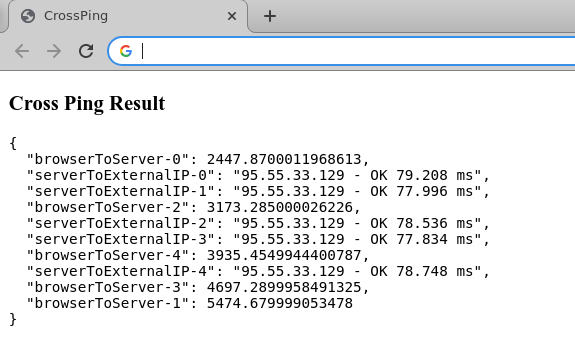 CrossPing
Cross Ping Result
{
"browserToServer-0": 2447.8700011968613,
"serverToExternalIP-0": "95.55.33.129 - OK 79.208 ms",
"serverToExternalIP-1": "95.55.33.129 - OK 77.996 ms",
"browserToServer-2": 3173.285000026226,
"serverToExternalIP-2": "95.55.33.129 - OK 78.536 ms",
"serverToExternalIP-3": "95.55.33.129 - OK 77.834 ms",
"browserToServer-4": 3935.4549944400787,
"serverToExternalIP-4": "95.55.33.129 - OK 78.748 ms",
"browserToServer-3": 4697.2899958491325,
"browserToServer-1": 5474.679999053478
}